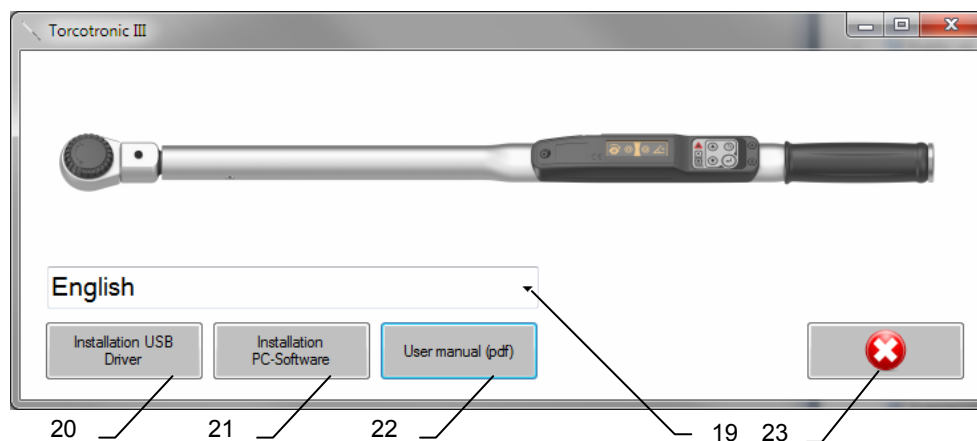 Torcotronic III
English
Installation USB
Driver
Installation
PC-Software
User manual (pdf)
20 21 22 19 23